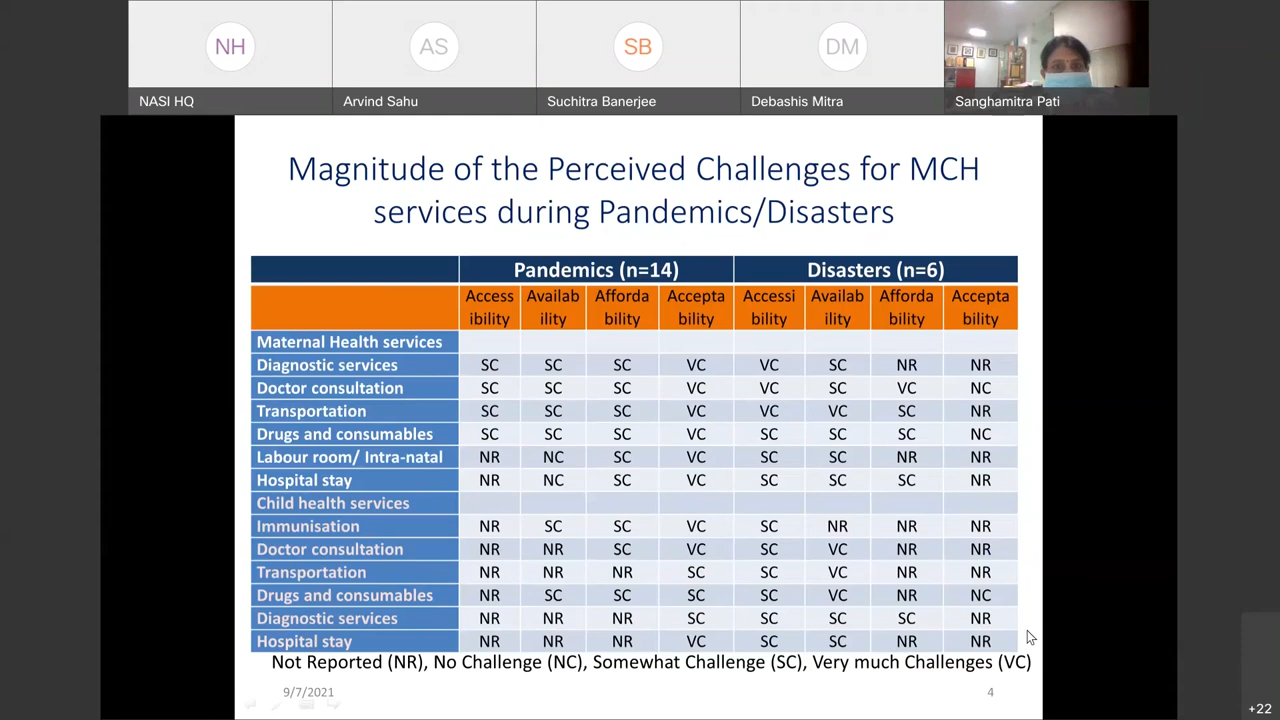 NH AS SB DM
NASI HQ Arvind Sahu Suchitra Banerjee Debashis Mitra Sanghamitra Pati
Magnitude of the Perceived Challenges for MCH
services during Pandemics/Disasters
Pandemics (n=14) Disasters (n=6)
Access Availab Afforda Accepta Accessi Availab Afforda Accepta
ibility ility bility bility bility ility bility bility
Maternal Health services
Diagnostic services SC SC SC VC VC SC NR NR
Doctor consultation SC SC SC VC VC SC VC NC
Transportation SC SC SC VC VC VC SC NR
Drugs and consumables SC SC SC VC SC SC SC NC
Labour room/ Intra-natal NR NC SC VC SC SC NR NR
Hospital stay NR NC SC VC SC SC SC NR
Child health services
Immunisation NR SC SC VC SC NR NR NR
Doctor consultation NR NR SC VC SC VC NR NR
Transportation NR NR NR SC SC VC NR NR
Drugs and consumables NR SC SC SC SC VC NR NC
Diagnostic services NR NR NR SC SC SC SC NR
Hospital stay NR NR NR VC SC SC NR NR
Not Reported (NR), No Challenge (NC), Somewhat Challenge (SC), Very much Challenges (VC)
9/7/2021 4
+22